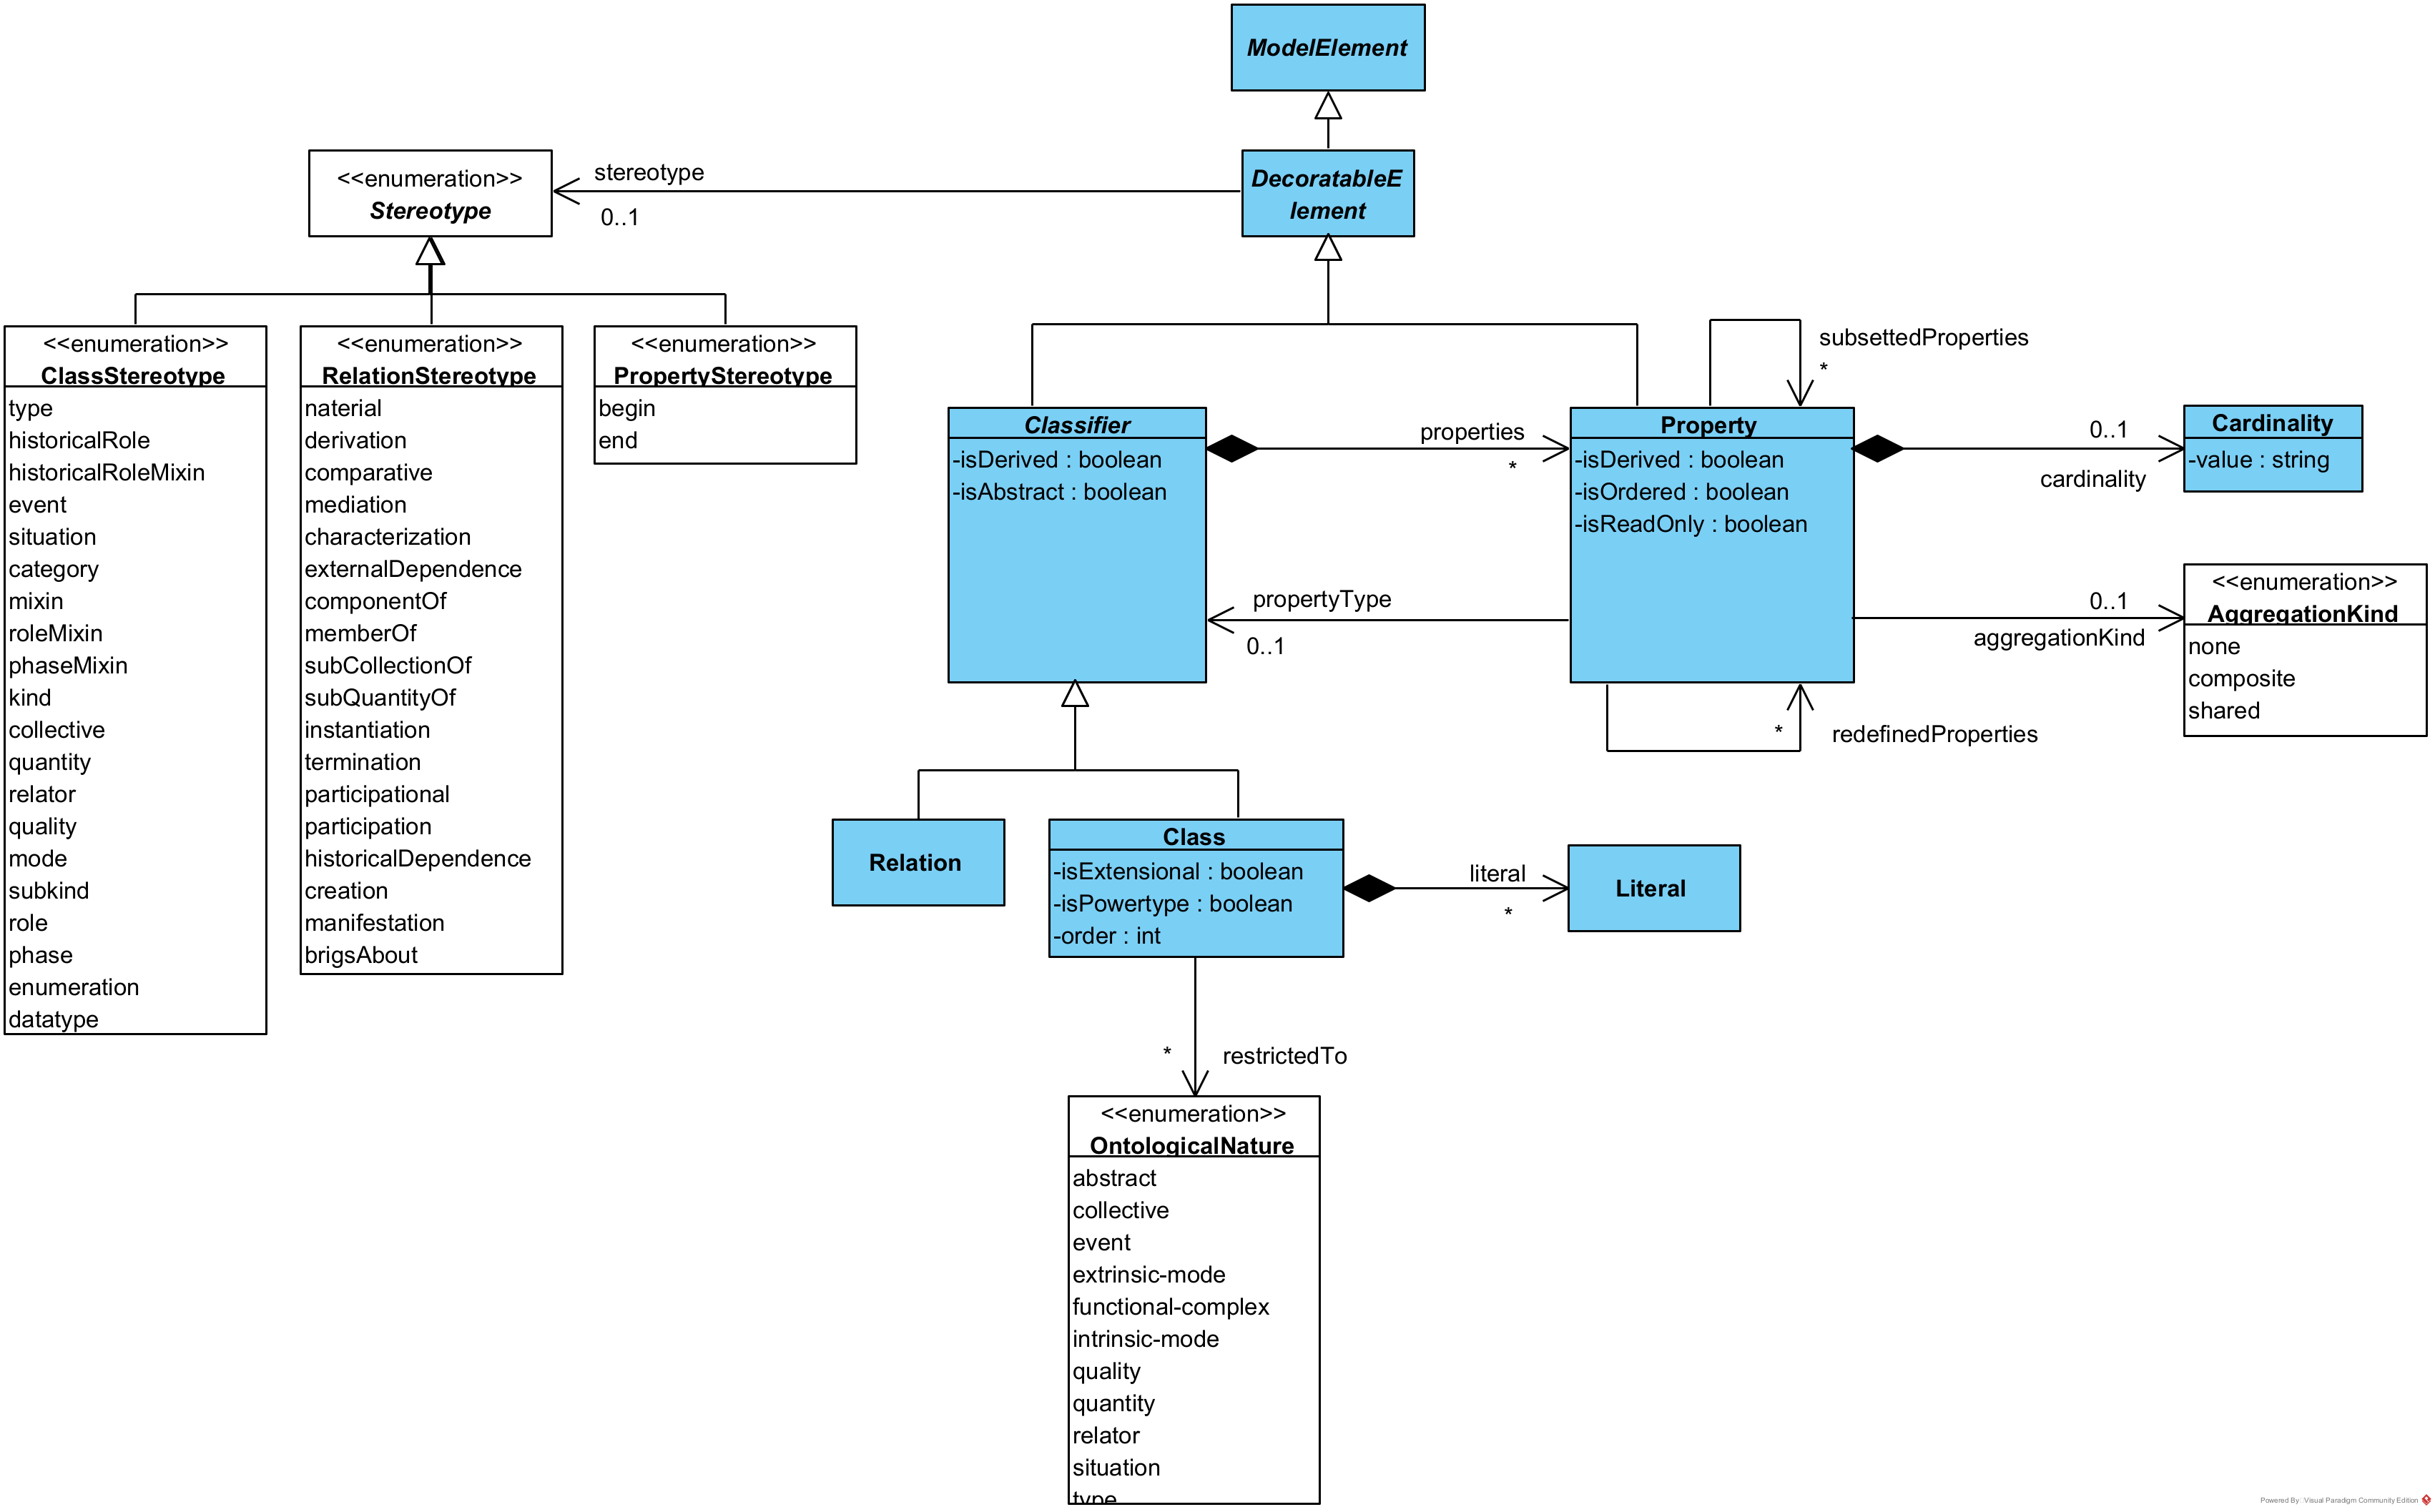 ModelElement
DecoratableE
lement
stereotype
0..1
<<enumeration>>
Stereotype
<<enumeration>>
ClassStereotype
type
historicalRole
historicalRoleMixin
event
situation
category
mixin
roleMixin
phaseMixin
kind
collective
quantity
relator
quality
mode
subkind
role
phase
enumeration
datatype
<<enumeration>>
RelationStereotype
naterial
derivation
comparative
mediation
characterization
externalDependence
componentOf
memberOf
subCollectionOf
subQuantityOf
instantiation
termination
participational
participation
historicalDependence
creation
manifestation
brigsAbout
<<enumeration>>
PropertyStereotype
begin
end
Classifier
-isDerived : boolean
-isAbstract : boolean
properties
*
propertyType
0..1
Property
-isDerived : boolean
-isOrdered : boolean
-isReadOnly : boolean
subsettedProperties
*
0..1
cardinality
Cardinality
-value : string
0..1
aggregationKind
<<enumeration>>
AggregationKind
none
composite
shared
*
redefinedProperties
Relation
Class
-isExtensional : boolean
-isPowertype : boolean
-order : int
literal
*
Literal
*
restrictedTo
<<enumeration>>
OntologicalNature
abstract
collective
event
extrinsic-mode
functional-complex
intrinsic-mode
quality
quantity
relator
situation
type
Powered By: Visual Paradigm Community Edition